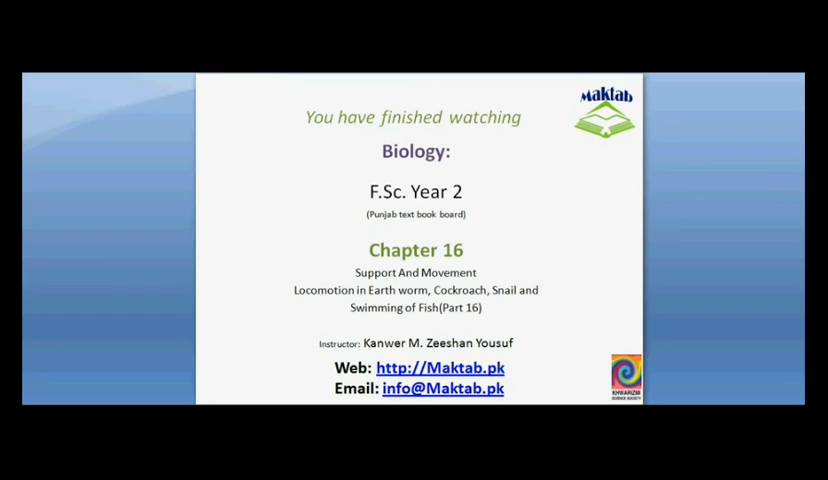 Maktab
You have finished watching
Biology:
F.Sc. Year 2
(Punjab text book board)
Chapter 16
Support And Movement
Locomotion in Earth worm, Cockroach, Snail and
Swimming of Fish(Part 16)
Instructor: Kanwer M. Zeeshan Yousuf
Web: http://Maktab.pk
Email: info@Maktab.pk
KHWARIZMI
SCIENCE SOCIETY